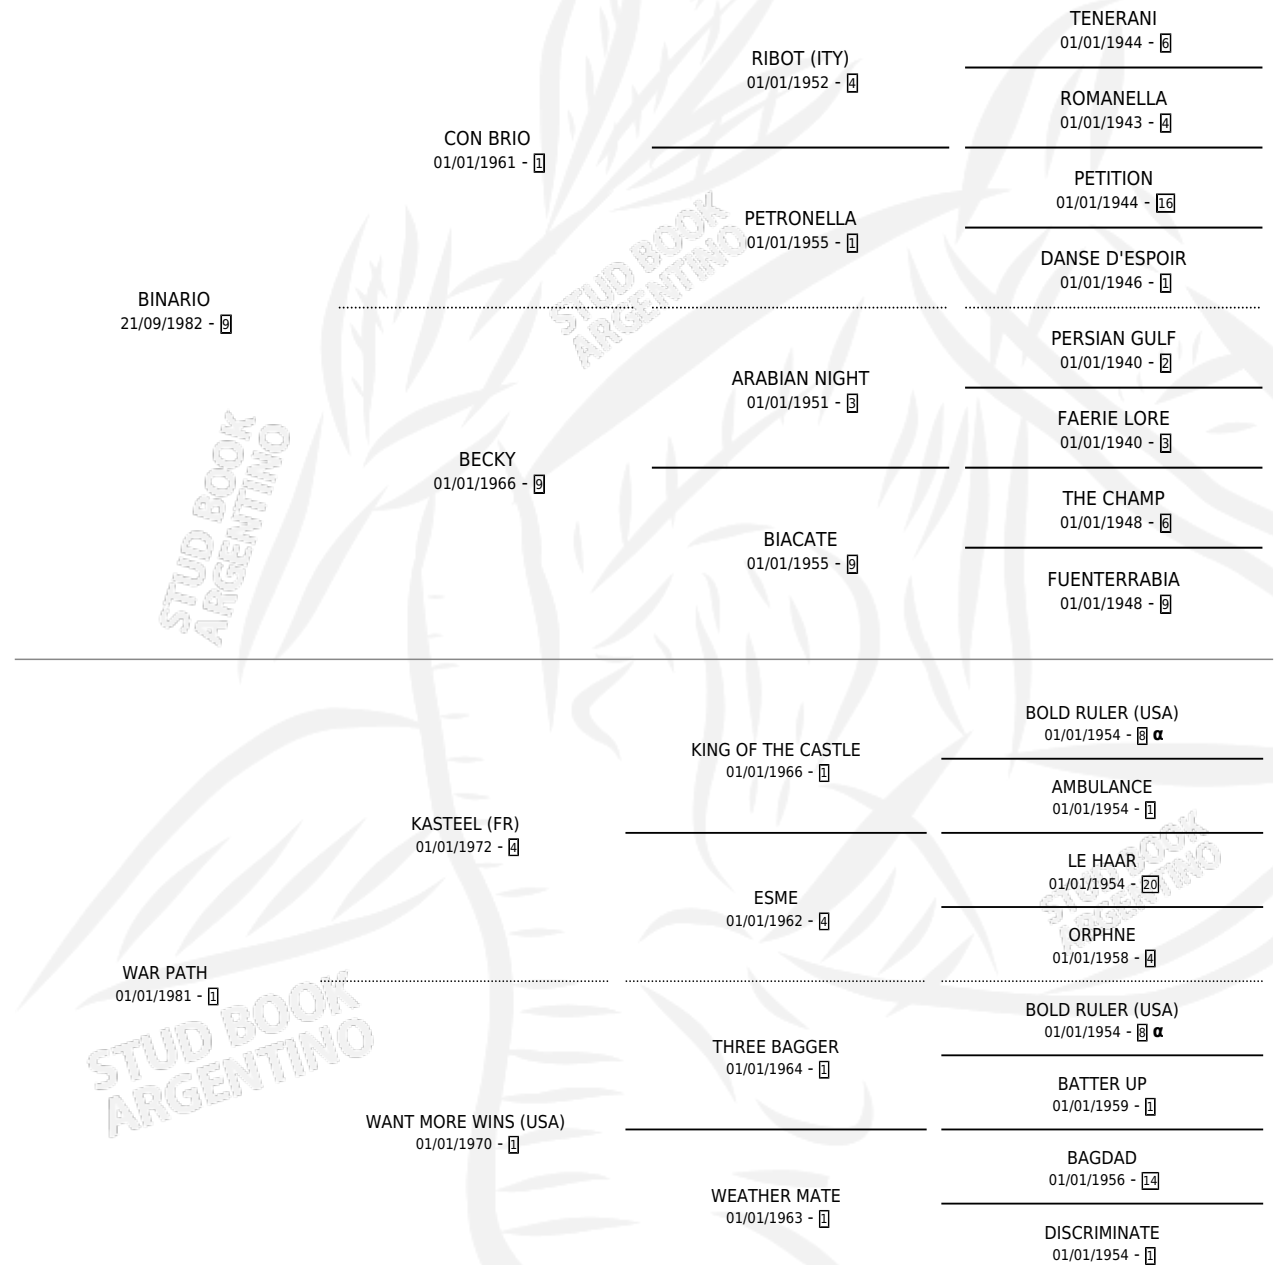 BINARIO
21/09/1982 - 9
CON BRIO
01/01/1961 - 1
BECKY
01/01/1966 - 9
RIBOT (ITY)
01/01/1952 - 4
PETRONELLA
01/01/1955 - 1
ARABIAN NIGHT
01/01/1951 - 3
BIACATE
01/01/1955 - 9
TENERANI
01/01/1944 - 6
ROMANELLA
01/01/1943 - 4
PETITION
01/01/1944 - 16
DANSE D'ESPOIR
01/01/1946 - 1
PERSIAN GULF
01/01/1940 - 2
FAERIE LORE
01/01/1940 - 3
THE CHAMP
01/01/1948 - 6
FUENTERRABIA
01/01/1948 - 9
STUD BOOK
ARGENTINO
STUD BOOK
ARGENTINO
WAR PATH
01/01/1981 - 1
KASTEEL (FR)
01/01/1972 - 4
WANT MORE WINS (USA)
01/01/1970 - 1
KING OF THE CASTLE
01/01/1966 - 1
ESME
01/01/1962 - 4
THREE BAGGER
01/01/1964 - 1
WEATHER MATE
01/01/1963 - 1
BOLD RULER (USA)
01/01/1954 - 8 α
AMBULANCE
01/01/1954 - 1
LE HAAR
01/01/1954 - 20
ORPHNE
01/01/1958 - 4
BOLD RULER (USA)
01/01/1954 - 8 α
BATTER UP
01/01/1959 - 1
BAGDAD
01/01/1956 - 14
DISCRIMINATE
01/01/1954 - 1
STUD BOOK
ARGENTINO
STUD BOOK
ARGENTINO